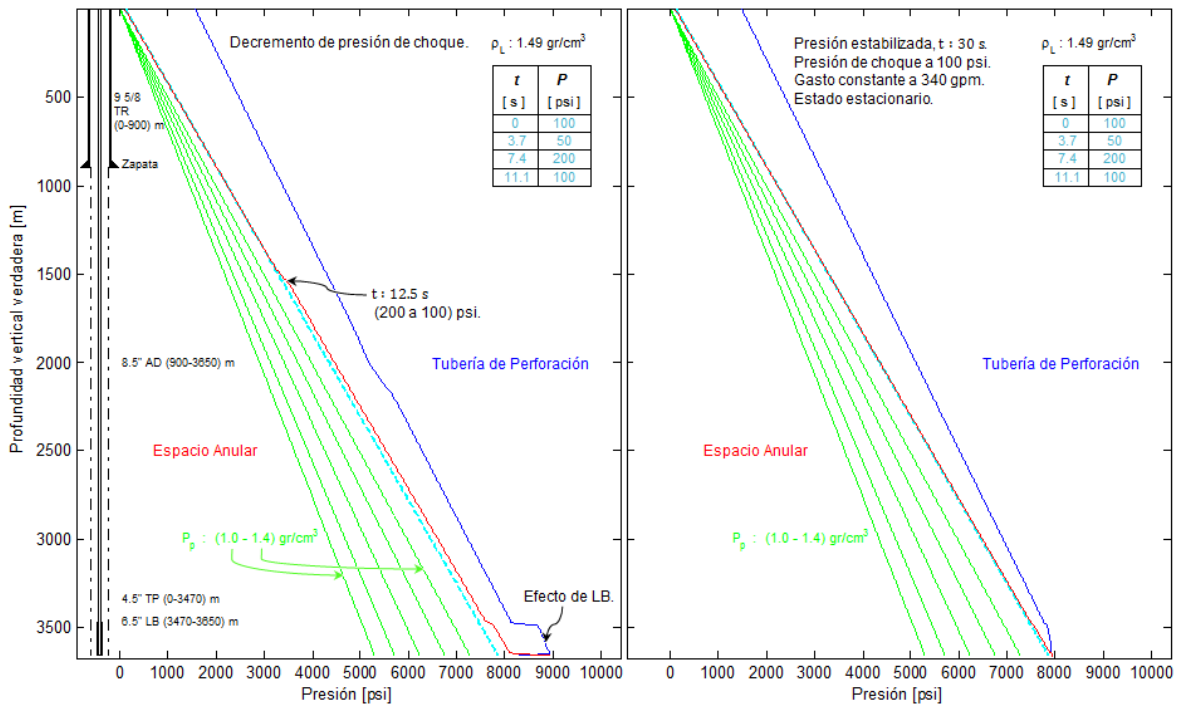 Decremento de presión de choque.
ρL : 1.49 gr/cm³
t P
[ s ] [ psi ]
0 100
3.7 50
7.4 200
11.1 100
9 5/8
TR
(0-900) m
Zapata
t : 12.5 s
(200 a 100) psi.
8.5" AD (900-3650) m
Tubería de Perforación
Espacio Anular
Pp : (1.0 - 1.4) gr/cm³
4.5" TP (0-3470) m
6.5" LB (3470-3650) m
Efecto de LB.
Profundidad vertical verdadera [m]
500
1000
1500
2000
2500
3000
3500
0 1000 2000 3000 4000 5000 6000 7000 8000 9000 10000
Presión [psi]
Presión estabilizada, t : 30 s.
Presión de choque a 100 psi.
Gasto constante a 340 gpm.
Estado estacionario.
ρL : 1.49 gr/cm³
t P
[ s ] [ psi ]
0 100
3.7 50
7.4 200
11.1 100
Tubería de Perforación
Espacio Anular
Pp : (1.0 - 1.4) gr/cm³
0 1000 2000 3000 4000 5000 6000 7000 8000 9000 10000
Presión [psi]